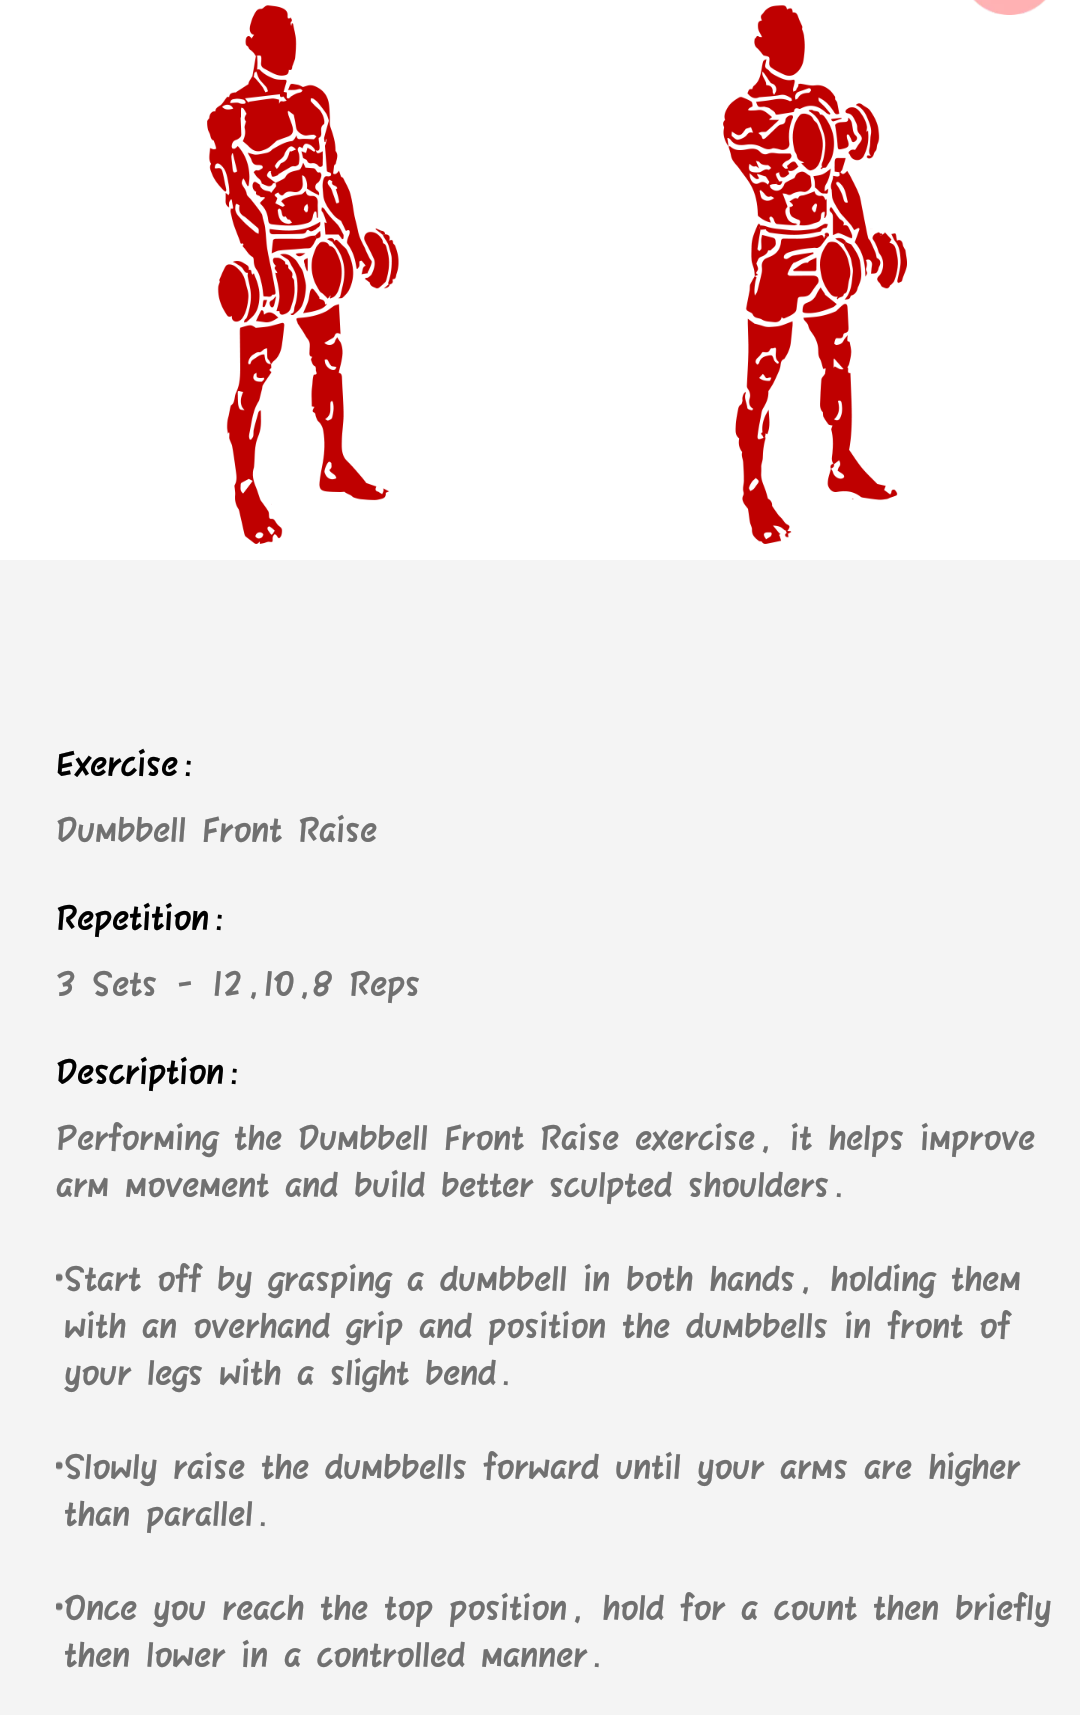 Exercise:
Dumbbell Front Raise
Repetition:
3 Sets - 12,10,8 Reps
Description:
Performing the Dumbbell Front Raise exercise, it helps improve
arm movement and build better sculpted shoulders.
•Start off by grasping a dumbbell in both hands, holding them
with an overhand grip and position the dumbbells in front of
your legs with a slight bend.
•Slowly raise the dumbbells forward until your arms are higher
than parallel.
•Once you reach the top position, hold for a count then briefly
then lower in a controlled manner.